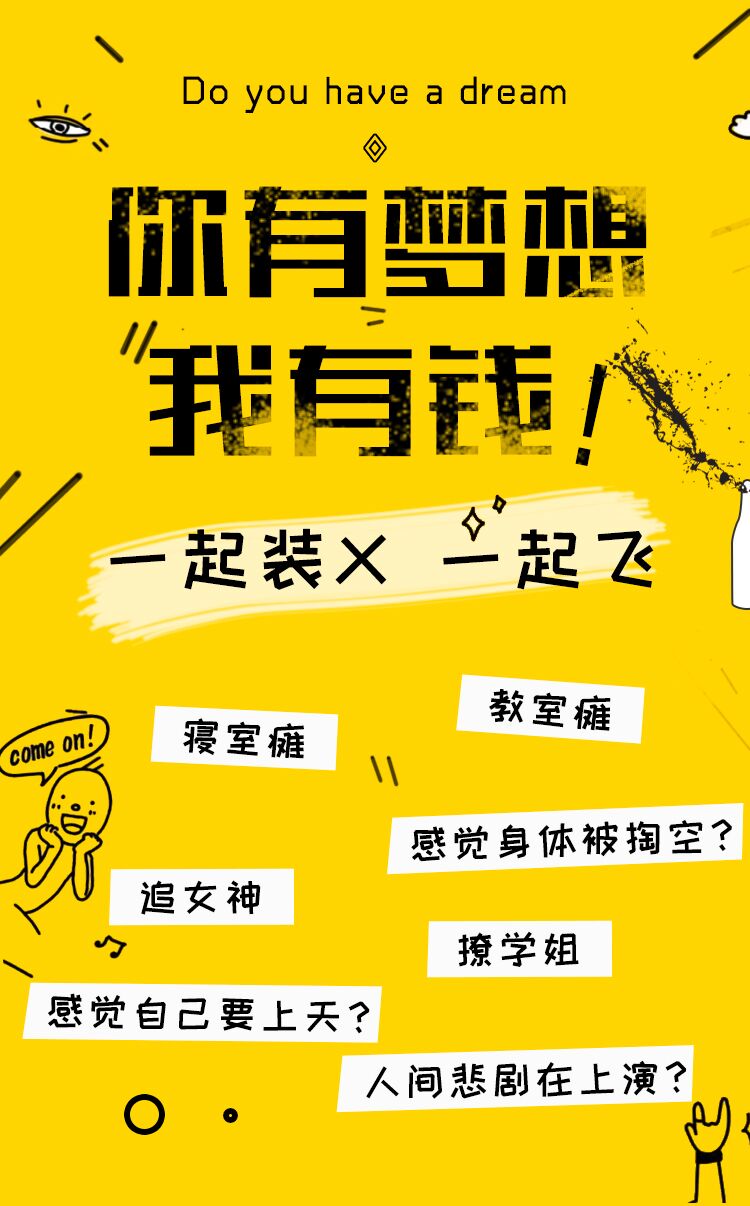 Do you have a dream
你有梦想
我有钱!
一起装X 一起飞
寝室瘫
教室瘫
come on!
感觉身体被掏空?
追女神
撩学姐
感觉自己要上天?
人间悲剧在上演?